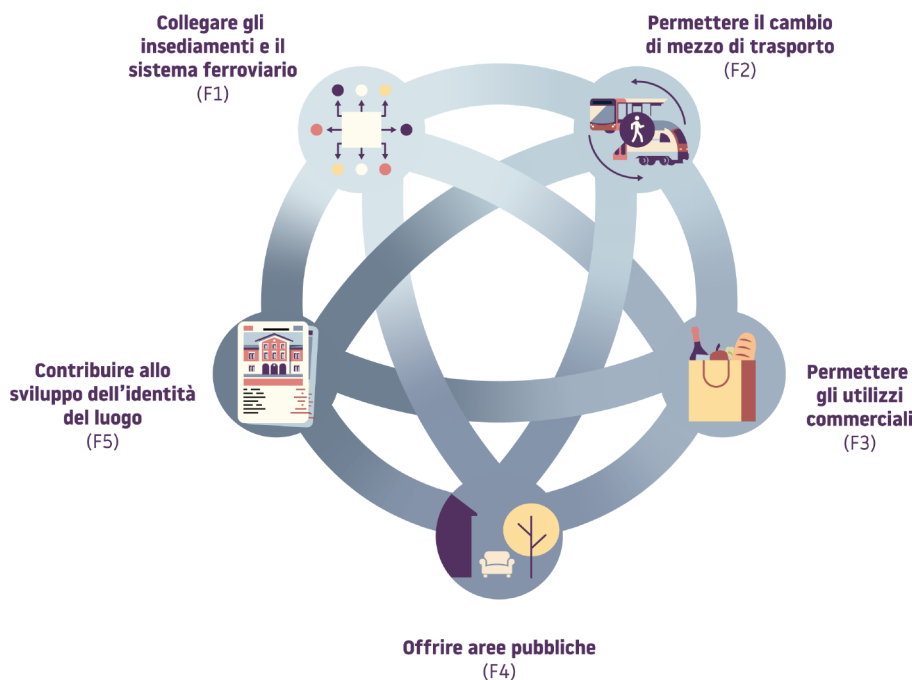 Collegare gli
insediamenti e il
sistema ferroviario
(F1)
Permettere il cambio
di mezzo di trasporto
(F2)
Permettere
gli utilizzi
commerciali
(F3)
Offrire aree pubbliche
(F4)
Contribuire allo
sviluppo dell’identità
del luogo
(F5)